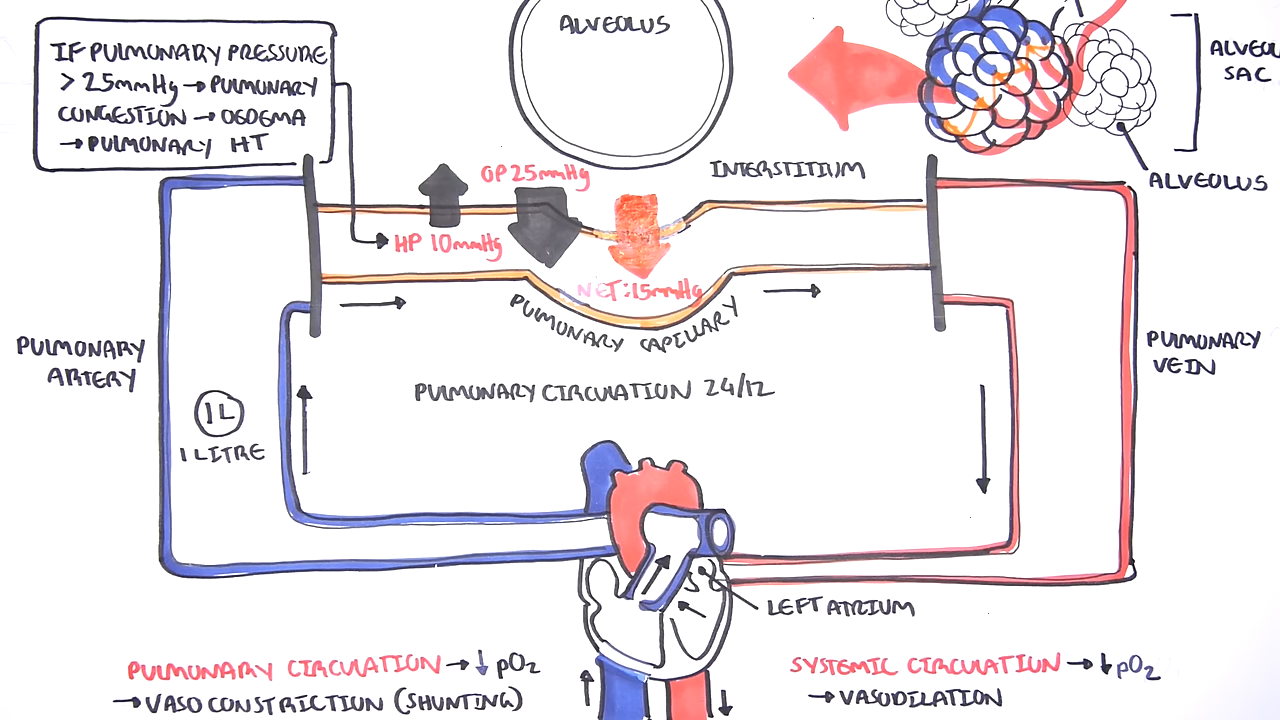 IF PULMONARY PRESSURE
> 25mmHg → PULMONARY
CONGESTION → OEDEMA
→ PULMONARY HT
ALVEOLUS
ALVEOL
SAC
ALVEOLUS
OP 25mmHg
INTERSTITIUM
HP 10mmHg
NET:15mmHg
PULMONARY CAPILLARY
PULMONARY
ARTERY
PULMONARY
VEIN
PULMONARY CIRCULATION 24/12
1L
1 LITRE
LEFT ATRIUM
PULMONARY CIRCULATION → ↓ pO₂
→ VASOCONSTRICTION (SHUNTING)
SYSTEMIC CIRCULATION → ↓ pO₂
→ VASODILATION